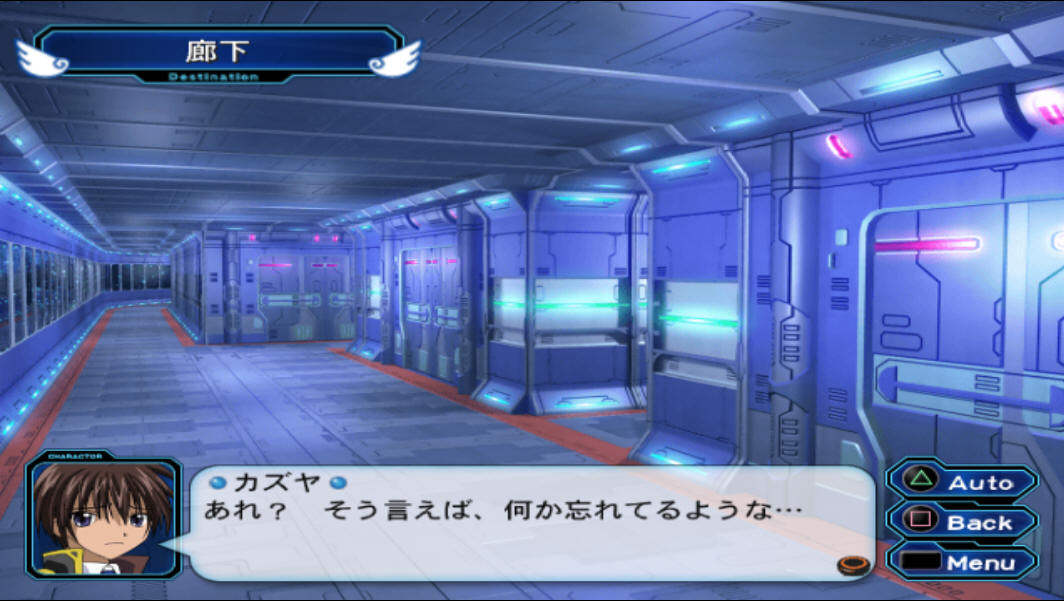 廊下
Destination
CHARACTOR
カズヤ
あれ？　そう言えば、何か忘れてるような…
Auto
Back
Menu